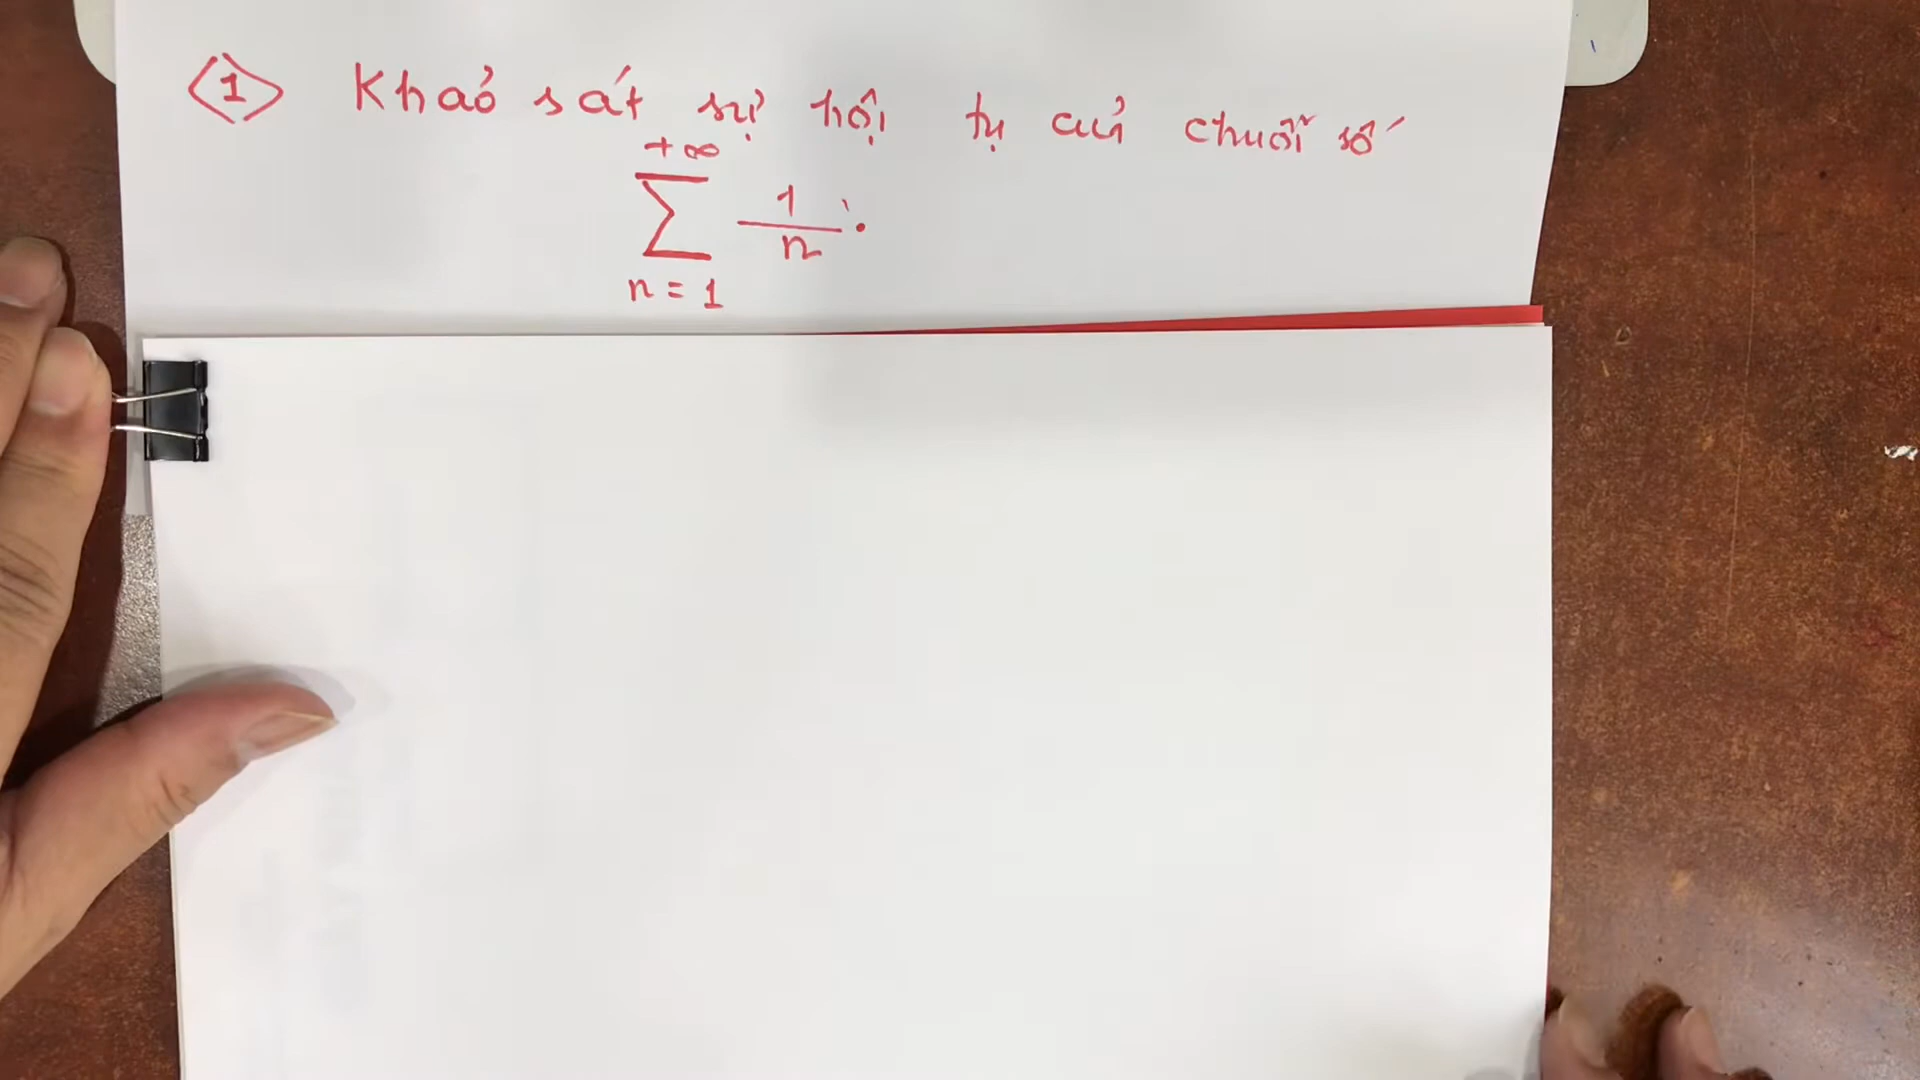 1 Khảo sát sự hội tụ của chuỗi số
+∞
∑ 1/n .
n = 1